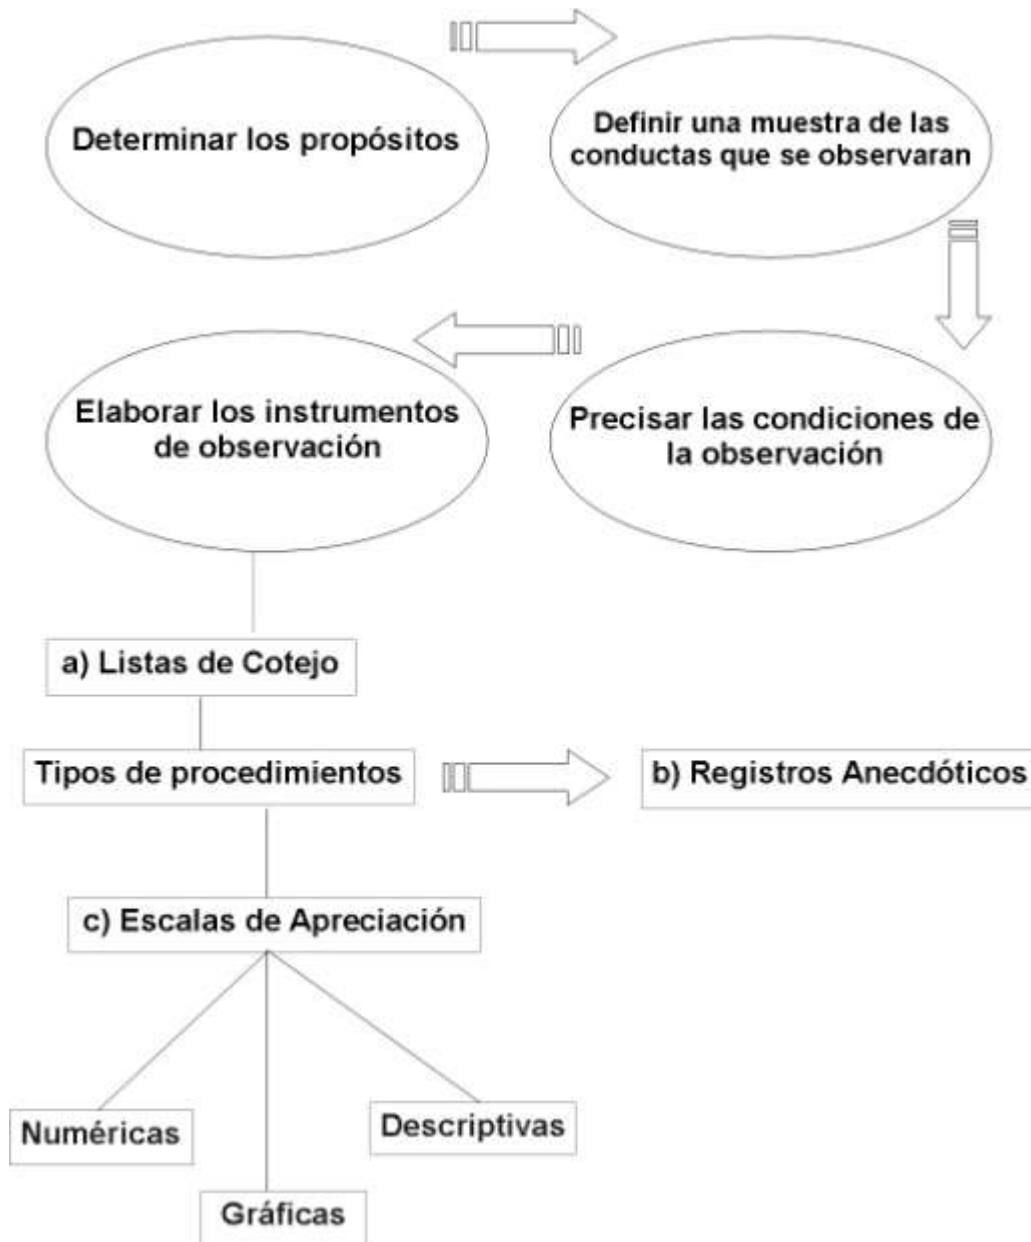 Determinar los propósitos
Definir una muestra de las
conductas que se observaran
Elaborar los instrumentos
de observación
Precisar las condiciones de
la observación
a) Listas de Cotejo
Tipos de procedimientos
b) Registros Anecdóticos
c) Escalas de Apreciación
Numéricas
Descriptivas
Gráficas